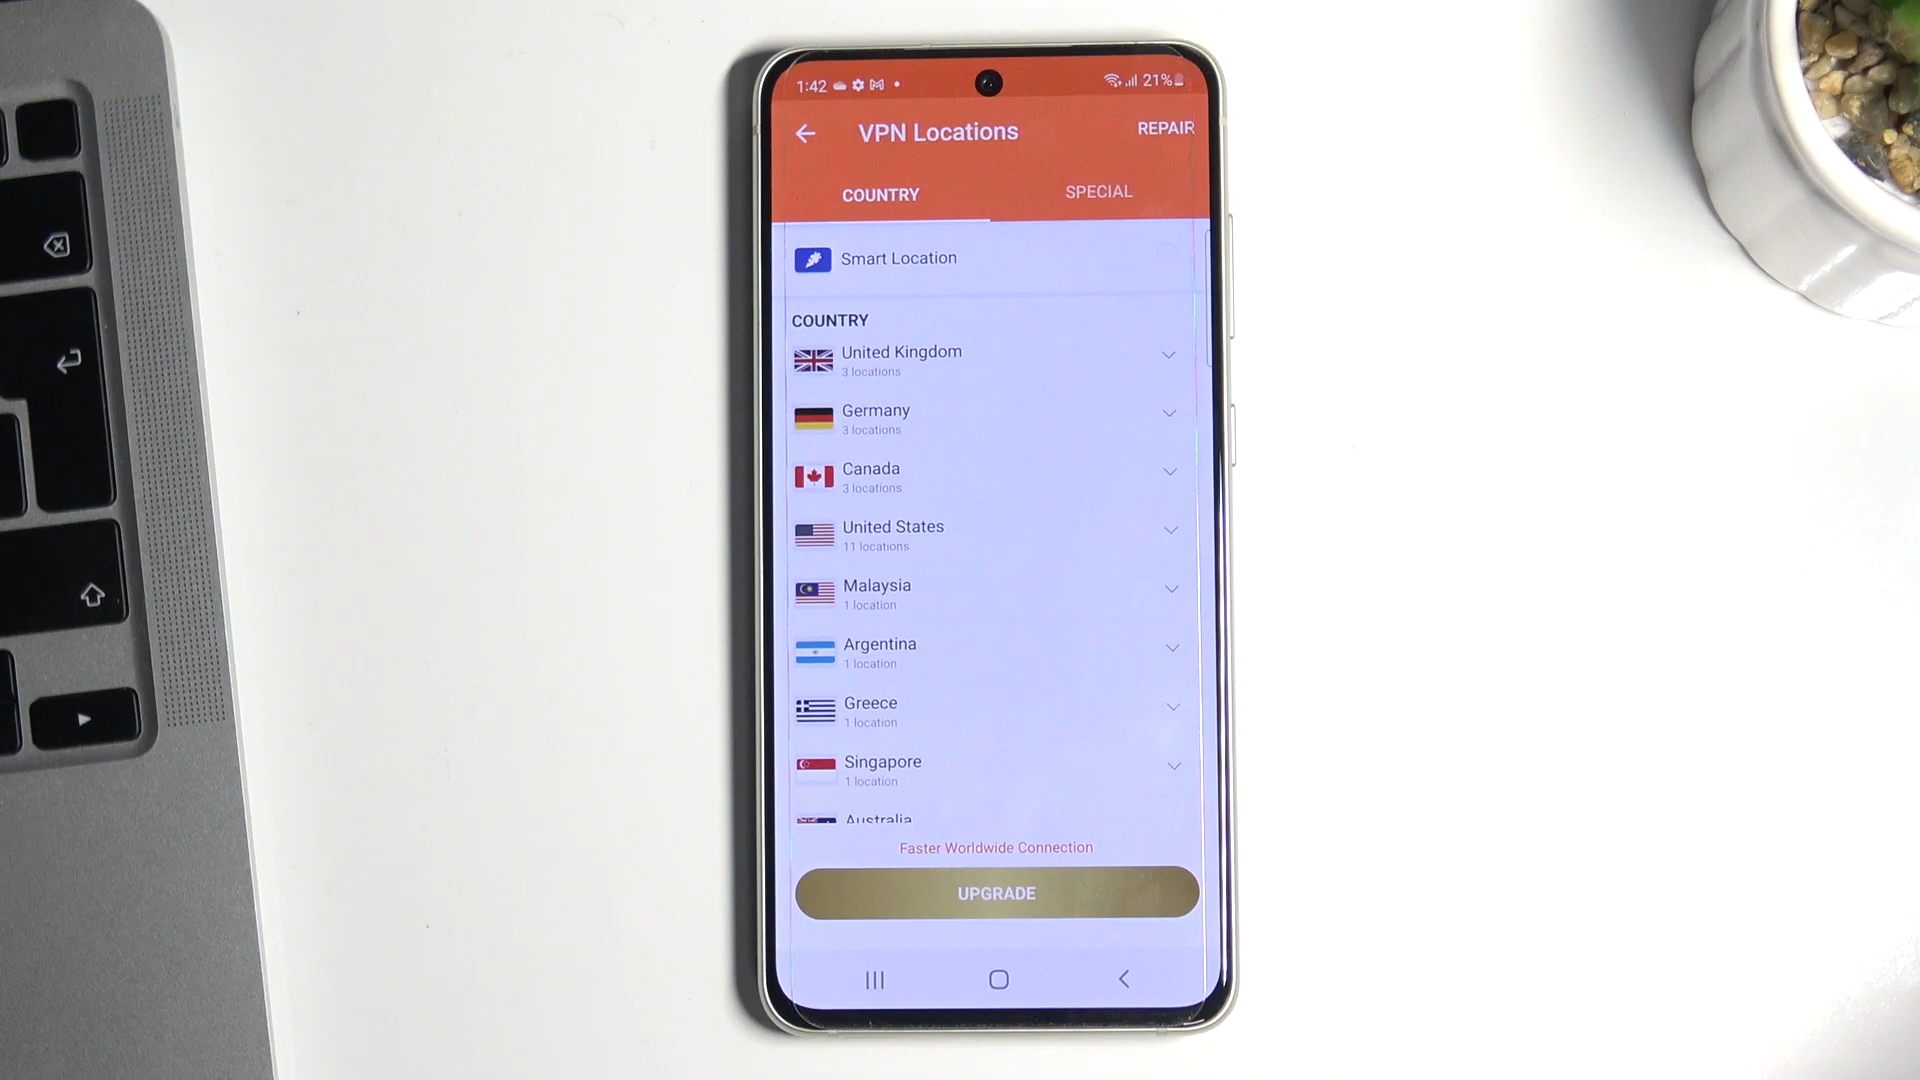 1:42
21%
VPN Locations
REPAIR
COUNTRY
SPECIAL
Smart Location
COUNTRY
United Kingdom
3 locations
Germany
3 locations
Canada
3 locations
United States
11 locations
Malaysia
1 location
Argentina
1 location
Greece
1 location
Singapore
1 location
Australia
Faster Worldwide Connection
UPGRADE